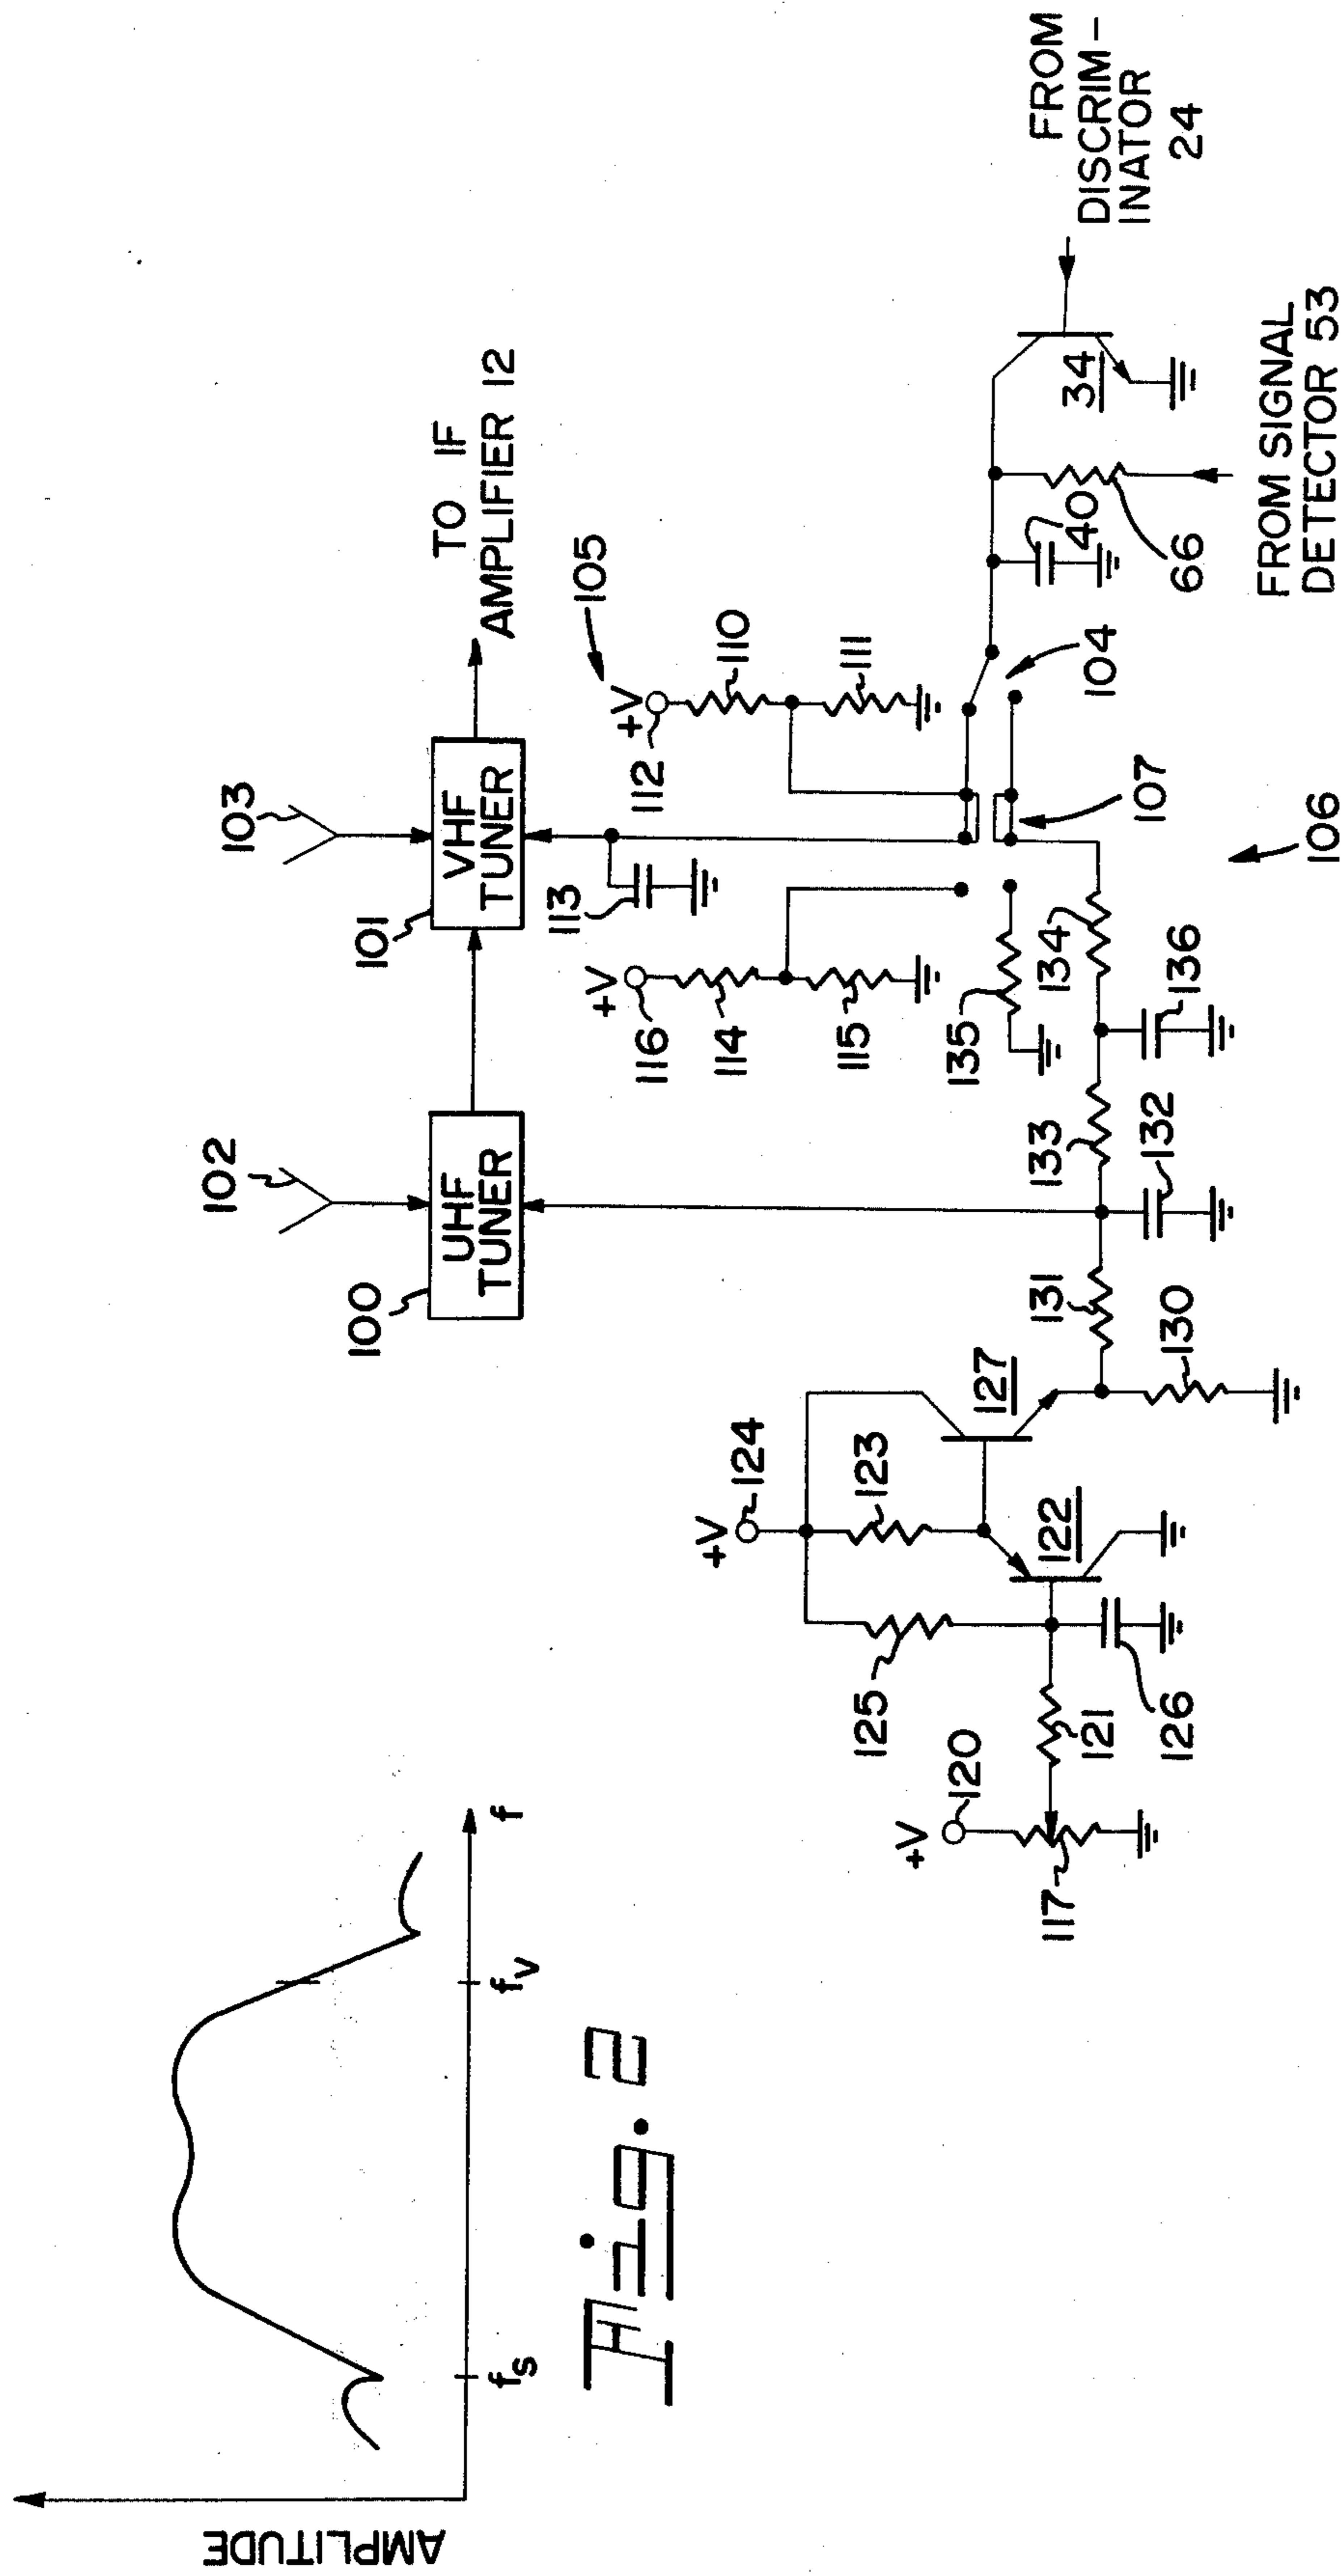 AMPLITUDE
fs
fv
f
Fig. 2
102
103
100
UHF
TUNER
101
VHF
TUNER
TO IF
AMPLIFIER 12
105
+V
116
114
115
113
+V
112
110
111
+V
124
125
123
122
127
+V
120
117
121
126
131
130
133
132
135
134
136
107
104
106
40
66
34
FROM SIGNAL
DETECTOR 53
FROM
DISCRIM-
INATOR
24